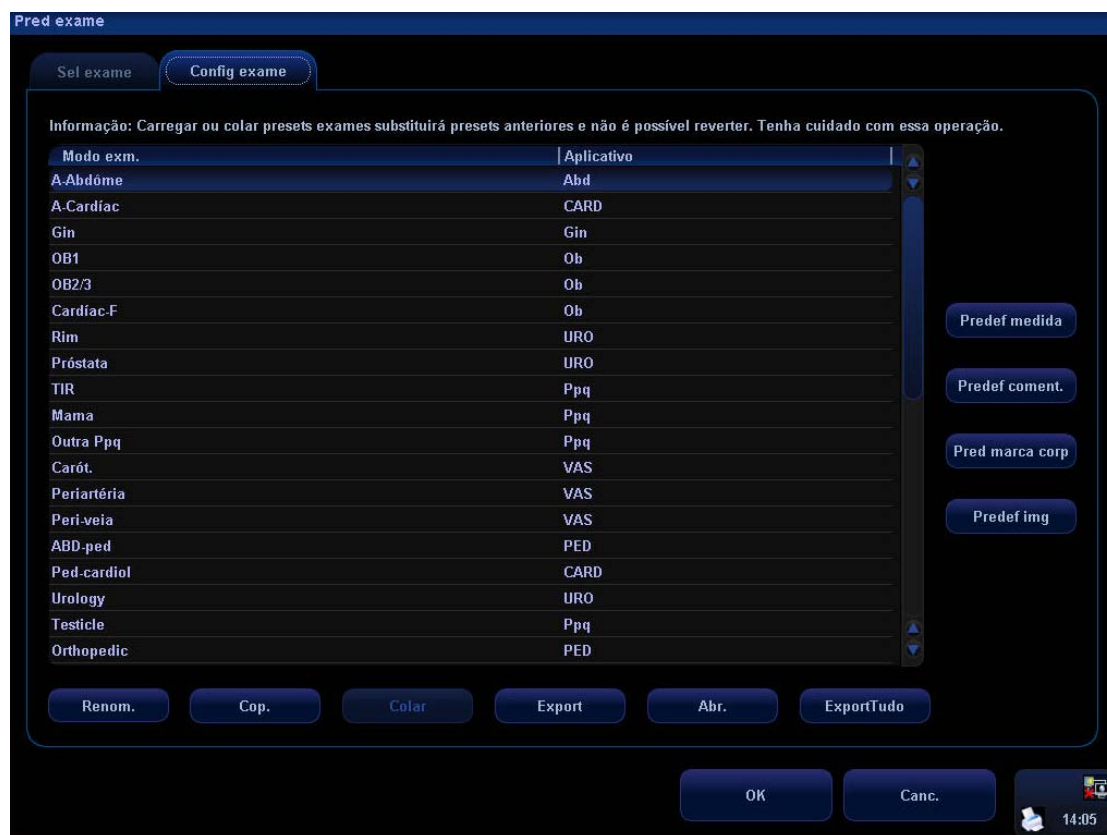 Pred exame
Sel exame Config exame
Informação: Carregar ou colar presets exames substituirá presets anteriores e não é possível reverter. Tenha cuidado com essa operação.
Modo exm. Aplicativo
A-Abdôme Abd
A-Cardíac CARD
Gin Gin
OB1 Ob
OB2/3 Ob
Cardíac-F Ob
Rim URO
Próstata URO
TIR Ppq
Mama Ppq
Outra Ppq Ppq
Carót. VAS
Periartéria VAS
Peri-veia VAS
ABD-ped PED
Ped-cardiol CARD
Urology URO
Testicle Ppq
Orthopedic PED
Predef medida
Predef coment.
Pred marca corp
Predef img
Renom. Cop. Colar Export Abr. ExportTudo
OK Canc.
14:05